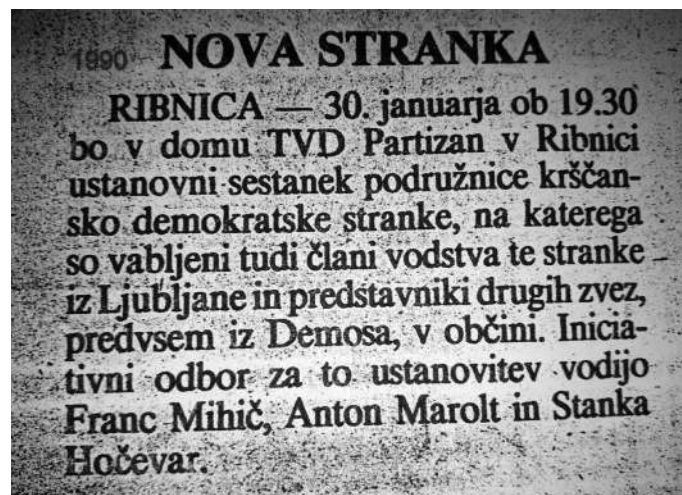 1990 NOVA STRANKA
RIBNICA — 30. januarja ob 19.30
bo v domu TVD Partizan v Ribnici
ustanovni sestanek podružnice krščan-
sko demokratske stranke, na katerega
so vabljeni tudi člani vodstva te stranke
iz Ljubljane in predstavniki drugih zvez,
predvsem iz Demosa, v občini. Inicia-
tivni odbor za to ustanovitev vodijo
Franc Mihič, Anton Marolt in Stanka
Hočevar.